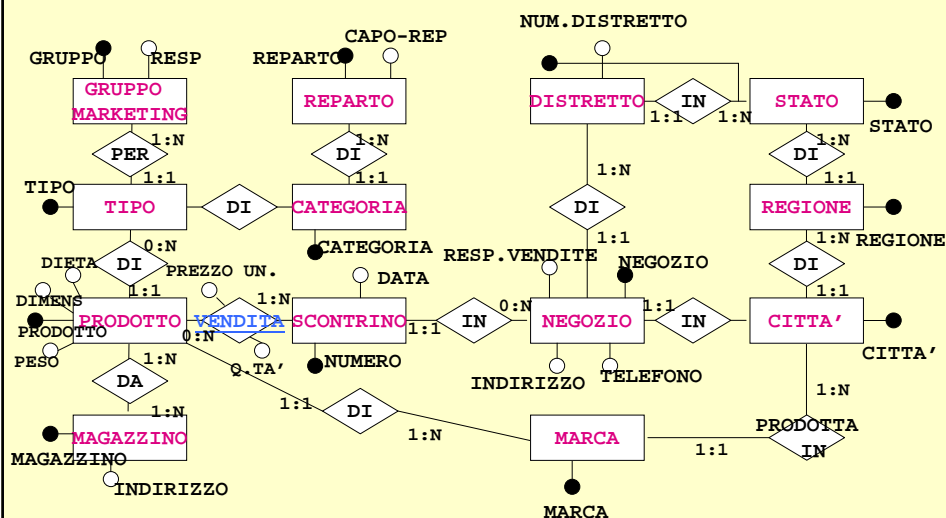 NUM.DISTRETTO
CAPO-REP
GRUPPO
RESP
REPARTO
GRUPPO
MARKETING
REPARTO
DISTRETTO
IN
STATO
1:1
1:N
STATO
1:N
1:N
1:N
PER
DI
DI
1:1
1:1
1:N
1:1
TIPO
TIPO
DI
CATEGORIA
DI
REGIONE
0:N
1:1
1:N
REGIONE
CATEGORIA
DIETA
DI
PREZZO UN.
RESP.VENDITE
NEGOZIO
DI
DATA
1:1
1:N
0:N
1:1
1:1
DIMENS
PRODOTTO
PRODOTTO
VENDITA
SCONTRINO
1:1
IN
NEGOZIO
IN
CITTA'
0:N
PESO
1:N
Q.TA'
NUMERO
CITTA'
INDIRIZZO
TELEFONO
DA
1:N
1:1
DI
1:N
PRODOTTA
IN
1:N
MAGAZZINO
MARCA
1:1
MAGAZZINO
INDIRIZZO
MARCA